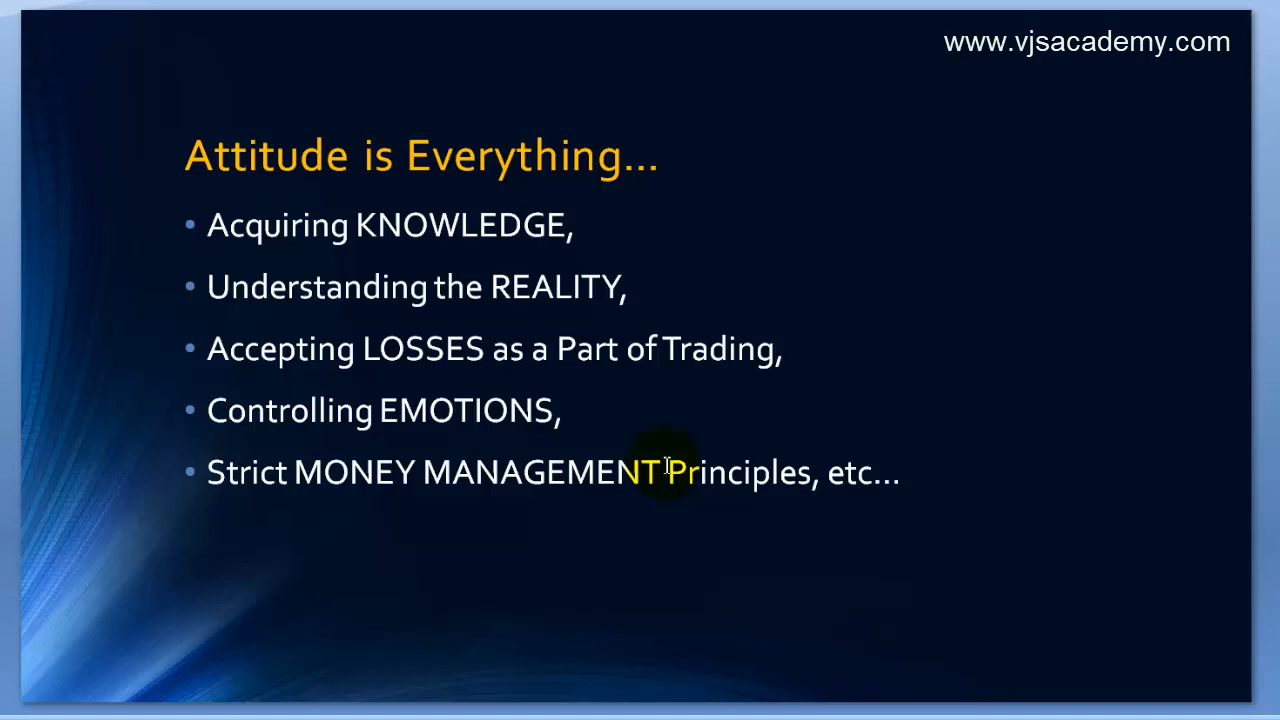 www.vjsacademy.com
Attitude is Everything...
• Acquiring KNOWLEDGE,
• Understanding the REALITY,
• Accepting LOSSES as a Part of Trading,
• Controlling EMOTIONS,
• Strict MONEY MANAGEMENT Principles, etc...